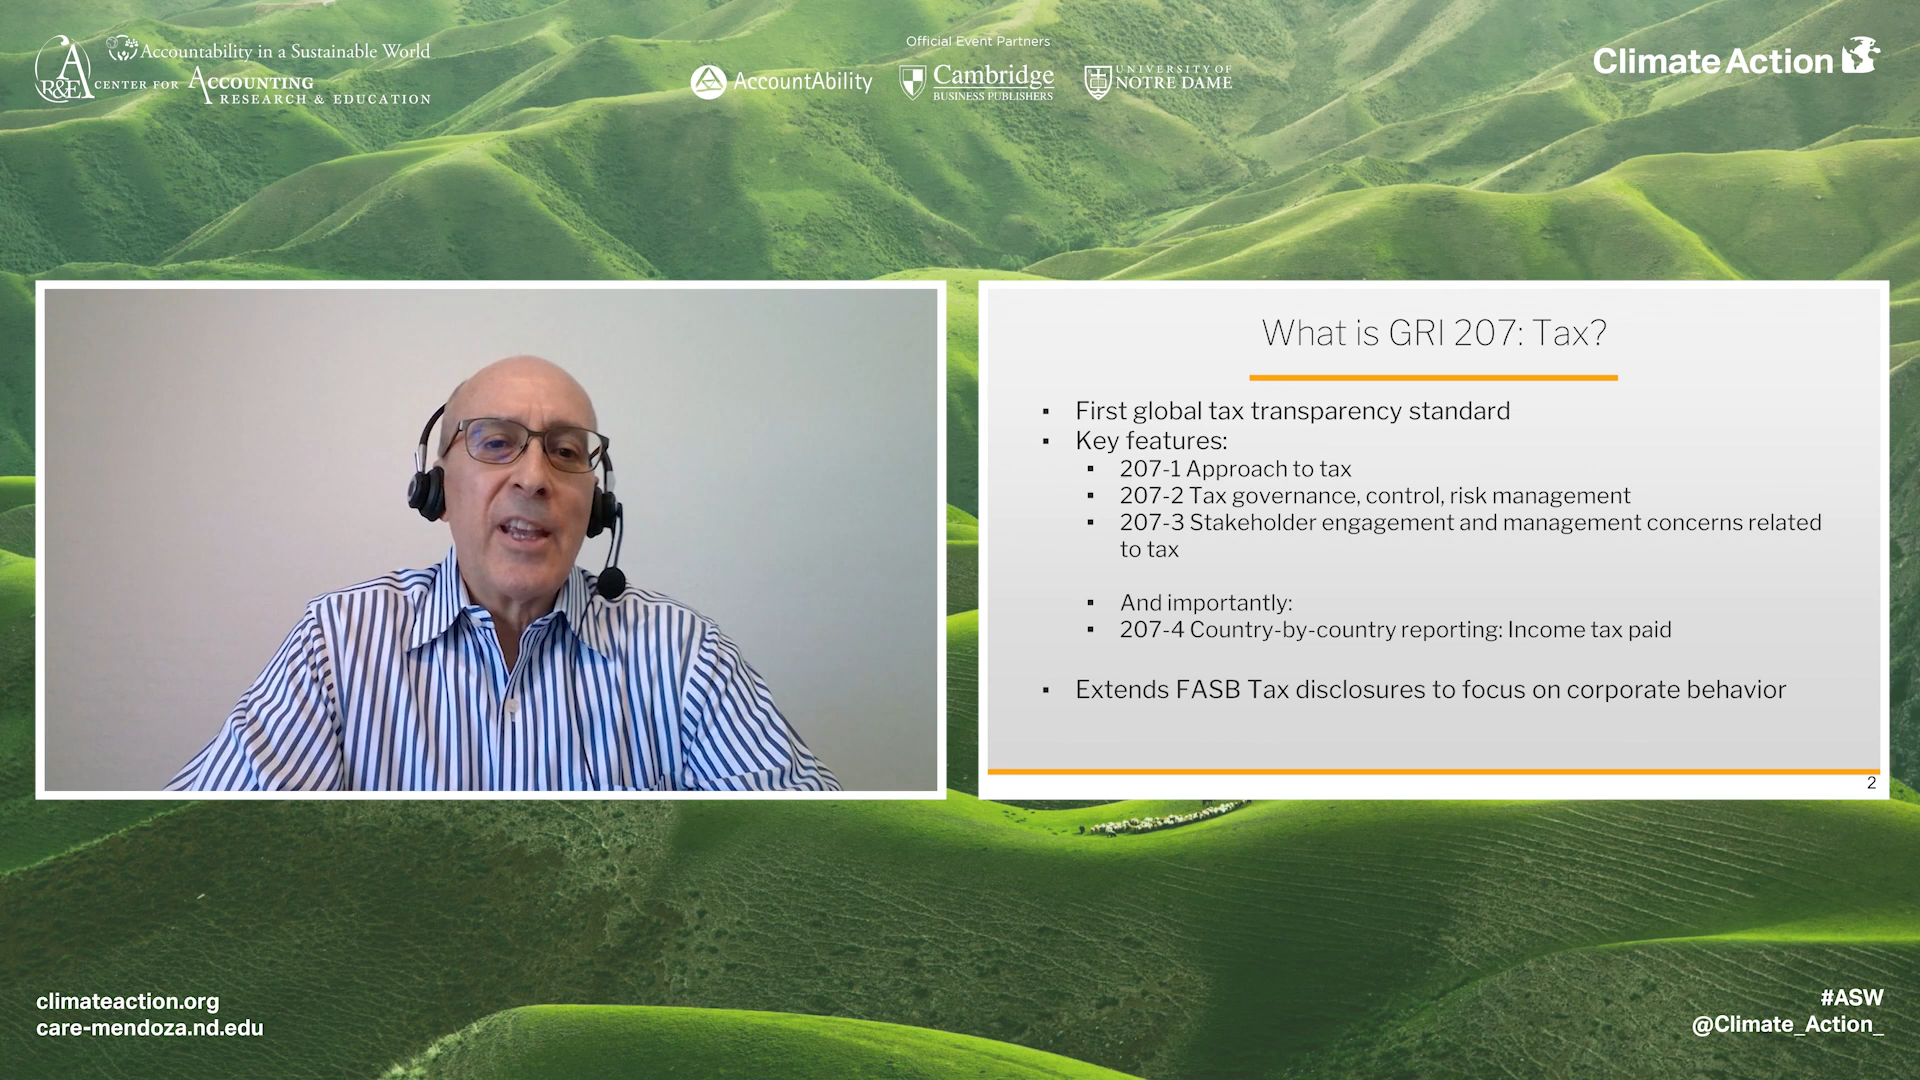 Accountability in a Sustainable World
R&E
CA
CENTER FOR ACCOUNTING
RESEARCH & EDUCATION
Official Event Partners
AccountAbility
Cambridge
BUSINESS PUBLISHERS
UNIVERSITY OF
NOTRE DAME
Climate Action
What is GRI 207: Tax?
▪ First global tax transparency standard
▪ Key features:
▪ 207-1 Approach to tax
▪ 207-2 Tax governance, control, risk management
▪ 207-3 Stakeholder engagement and management concerns related
to tax
▪ And importantly:
▪ 207-4 Country-by-country reporting: Income tax paid
▪ Extends FASB Tax disclosures to focus on corporate behavior
2
climateaction.org
care-mendoza.nd.edu
#ASW
@Climate_Action_